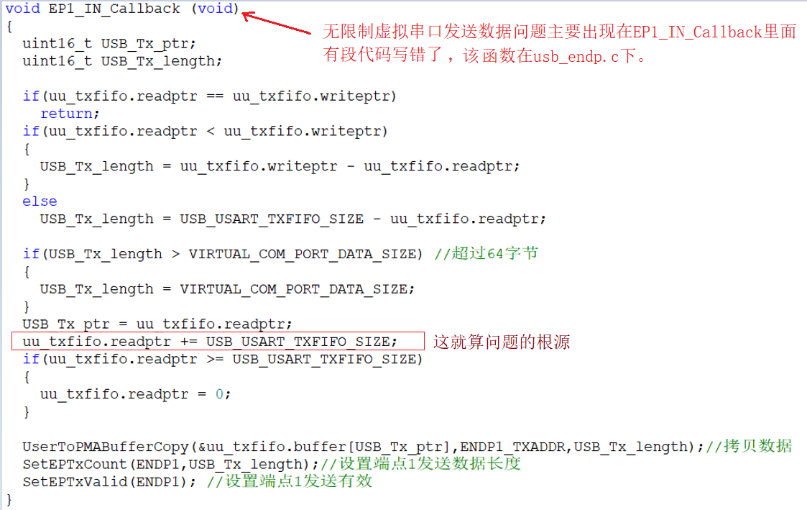 void EP1_IN_Callback (void)
{
无限制虚拟串口发送数据问题主要出现在EP1_IN_Callback里面
有段代码写错了，该函数在usb_endp.c下。
uint16_t USB_Tx_ptr;
uint16_t USB_Tx_length;
if(uu_txfifo.readptr == uu_txfifo.writeptr)
return;
if(uu_txfifo.readptr < uu_txfifo.writeptr)
{
USB_Tx_length = uu_txfifo.writeptr - uu_txfifo.readptr;
}
else
USB_Tx_length = USB_USART_TXFIFO_SIZE - uu_txfifo.readptr;
if(USB_Tx_length > VIRTUAL_COM_PORT_DATA_SIZE) //超过64字节
{
USB_Tx_length = VIRTUAL_COM_PORT_DATA_SIZE;
}
USB_Tx_ptr = uu_txfifo.readptr;
uu_txfifo.readptr += USB_USART_TXFIFO_SIZE; 这就算问题的根源
if(uu_txfifo.readptr >= USB_USART_TXFIFO_SIZE)
{
uu_txfifo.readptr = 0;
}
UserToPMABufferCopy(&uu_txfifo.buffer[USB_Tx_ptr],ENDP1_TXADDR,USB_Tx_length);//拷贝数据
SetEPTxCount(ENDP1,USB_Tx_length);//设置端点1发送数据长度
SetEPTxValid(ENDP1); //设置端点1发送有效
}